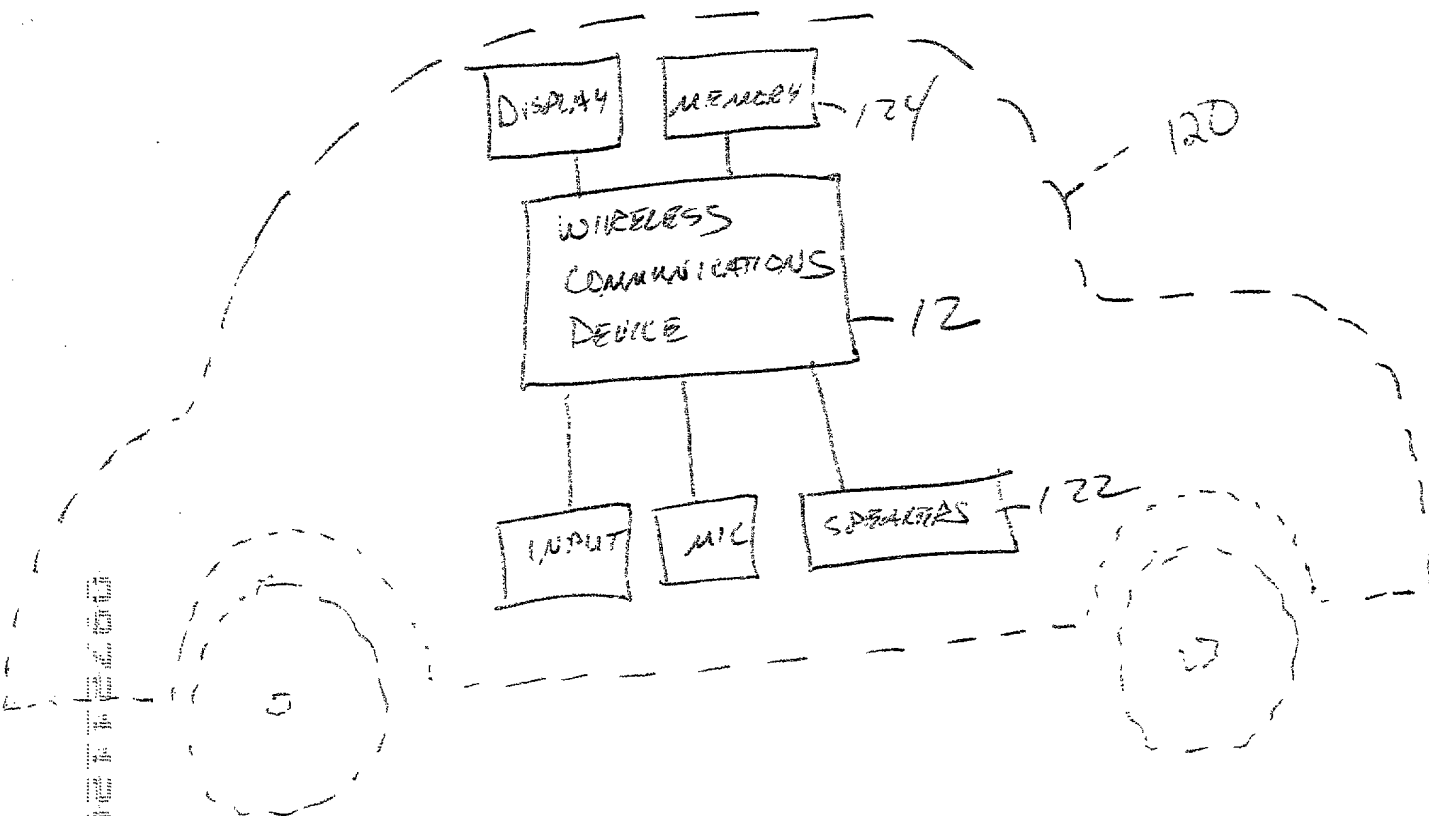 DISPLAY
MEMORY
124
120
WIRELESS
COMMUNICATIONS
DEVICE
12
INPUT
MIC
SPEAKERS
122